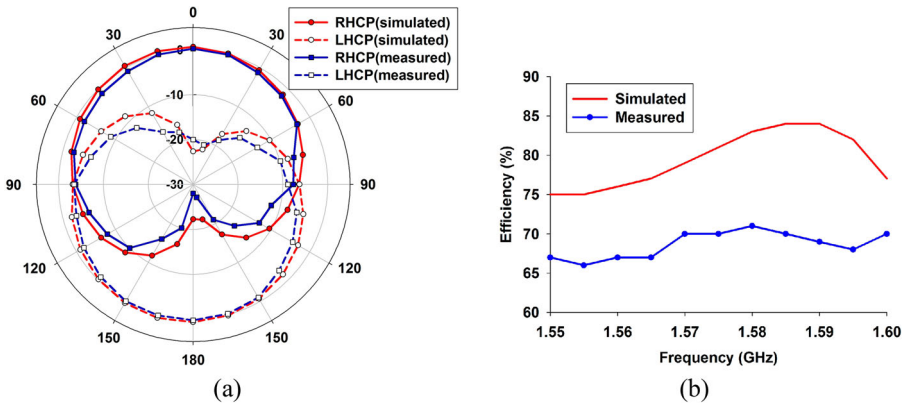 0
30
30
60
60
90
90
120
120
150
150
180
-10
-20
-30
RHCP(simulated)
LHCP(simulated)
RHCP(measured)
LHCP(measured)
(a)
90
85
80
75
70
65
60
Efficiency (%)
Simulated
Measured
1.55
1.56
1.57
1.58
1.59
1.60
Frequency (GHz)
(b)